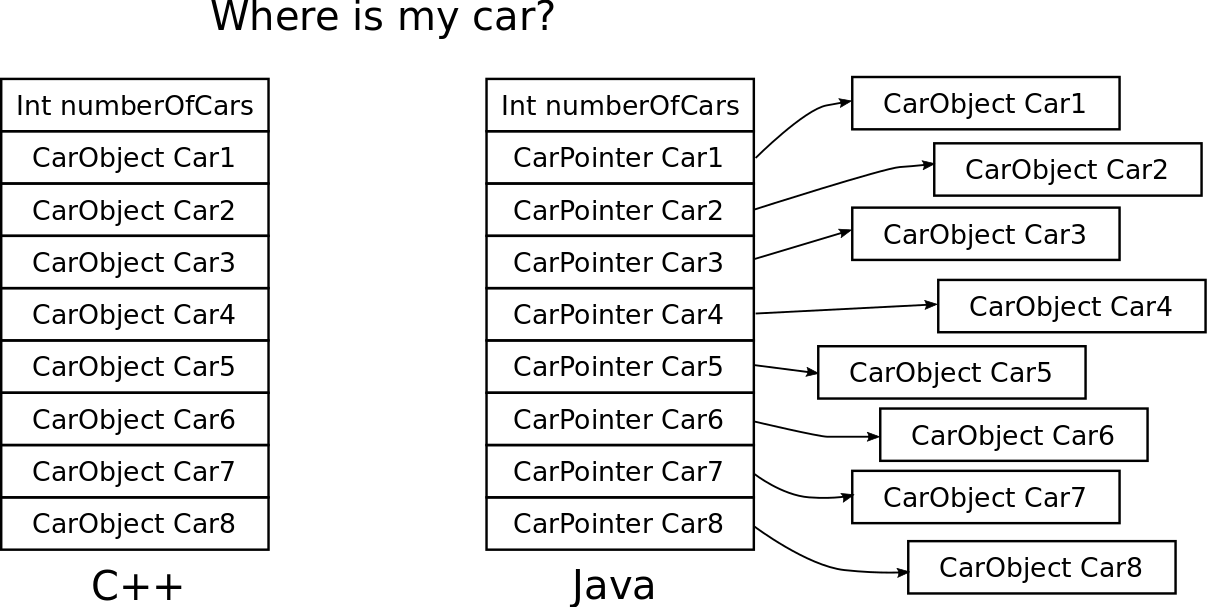 Where is my car?
Int numberOfCars
CarObject Car1
CarObject Car2
CarObject Car3
CarObject Car4
CarObject Car5
CarObject Car6
CarObject Car7
CarObject Car8
C++
Int numberOfCars
CarPointer Car1
CarPointer Car2
CarPointer Car3
CarPointer Car4
CarPointer Car5
CarPointer Car6
CarPointer Car7
CarPointer Car8
Java
CarObject Car1
CarObject Car2
CarObject Car3
CarObject Car4
CarObject Car5
CarObject Car6
CarObject Car7
CarObject Car8